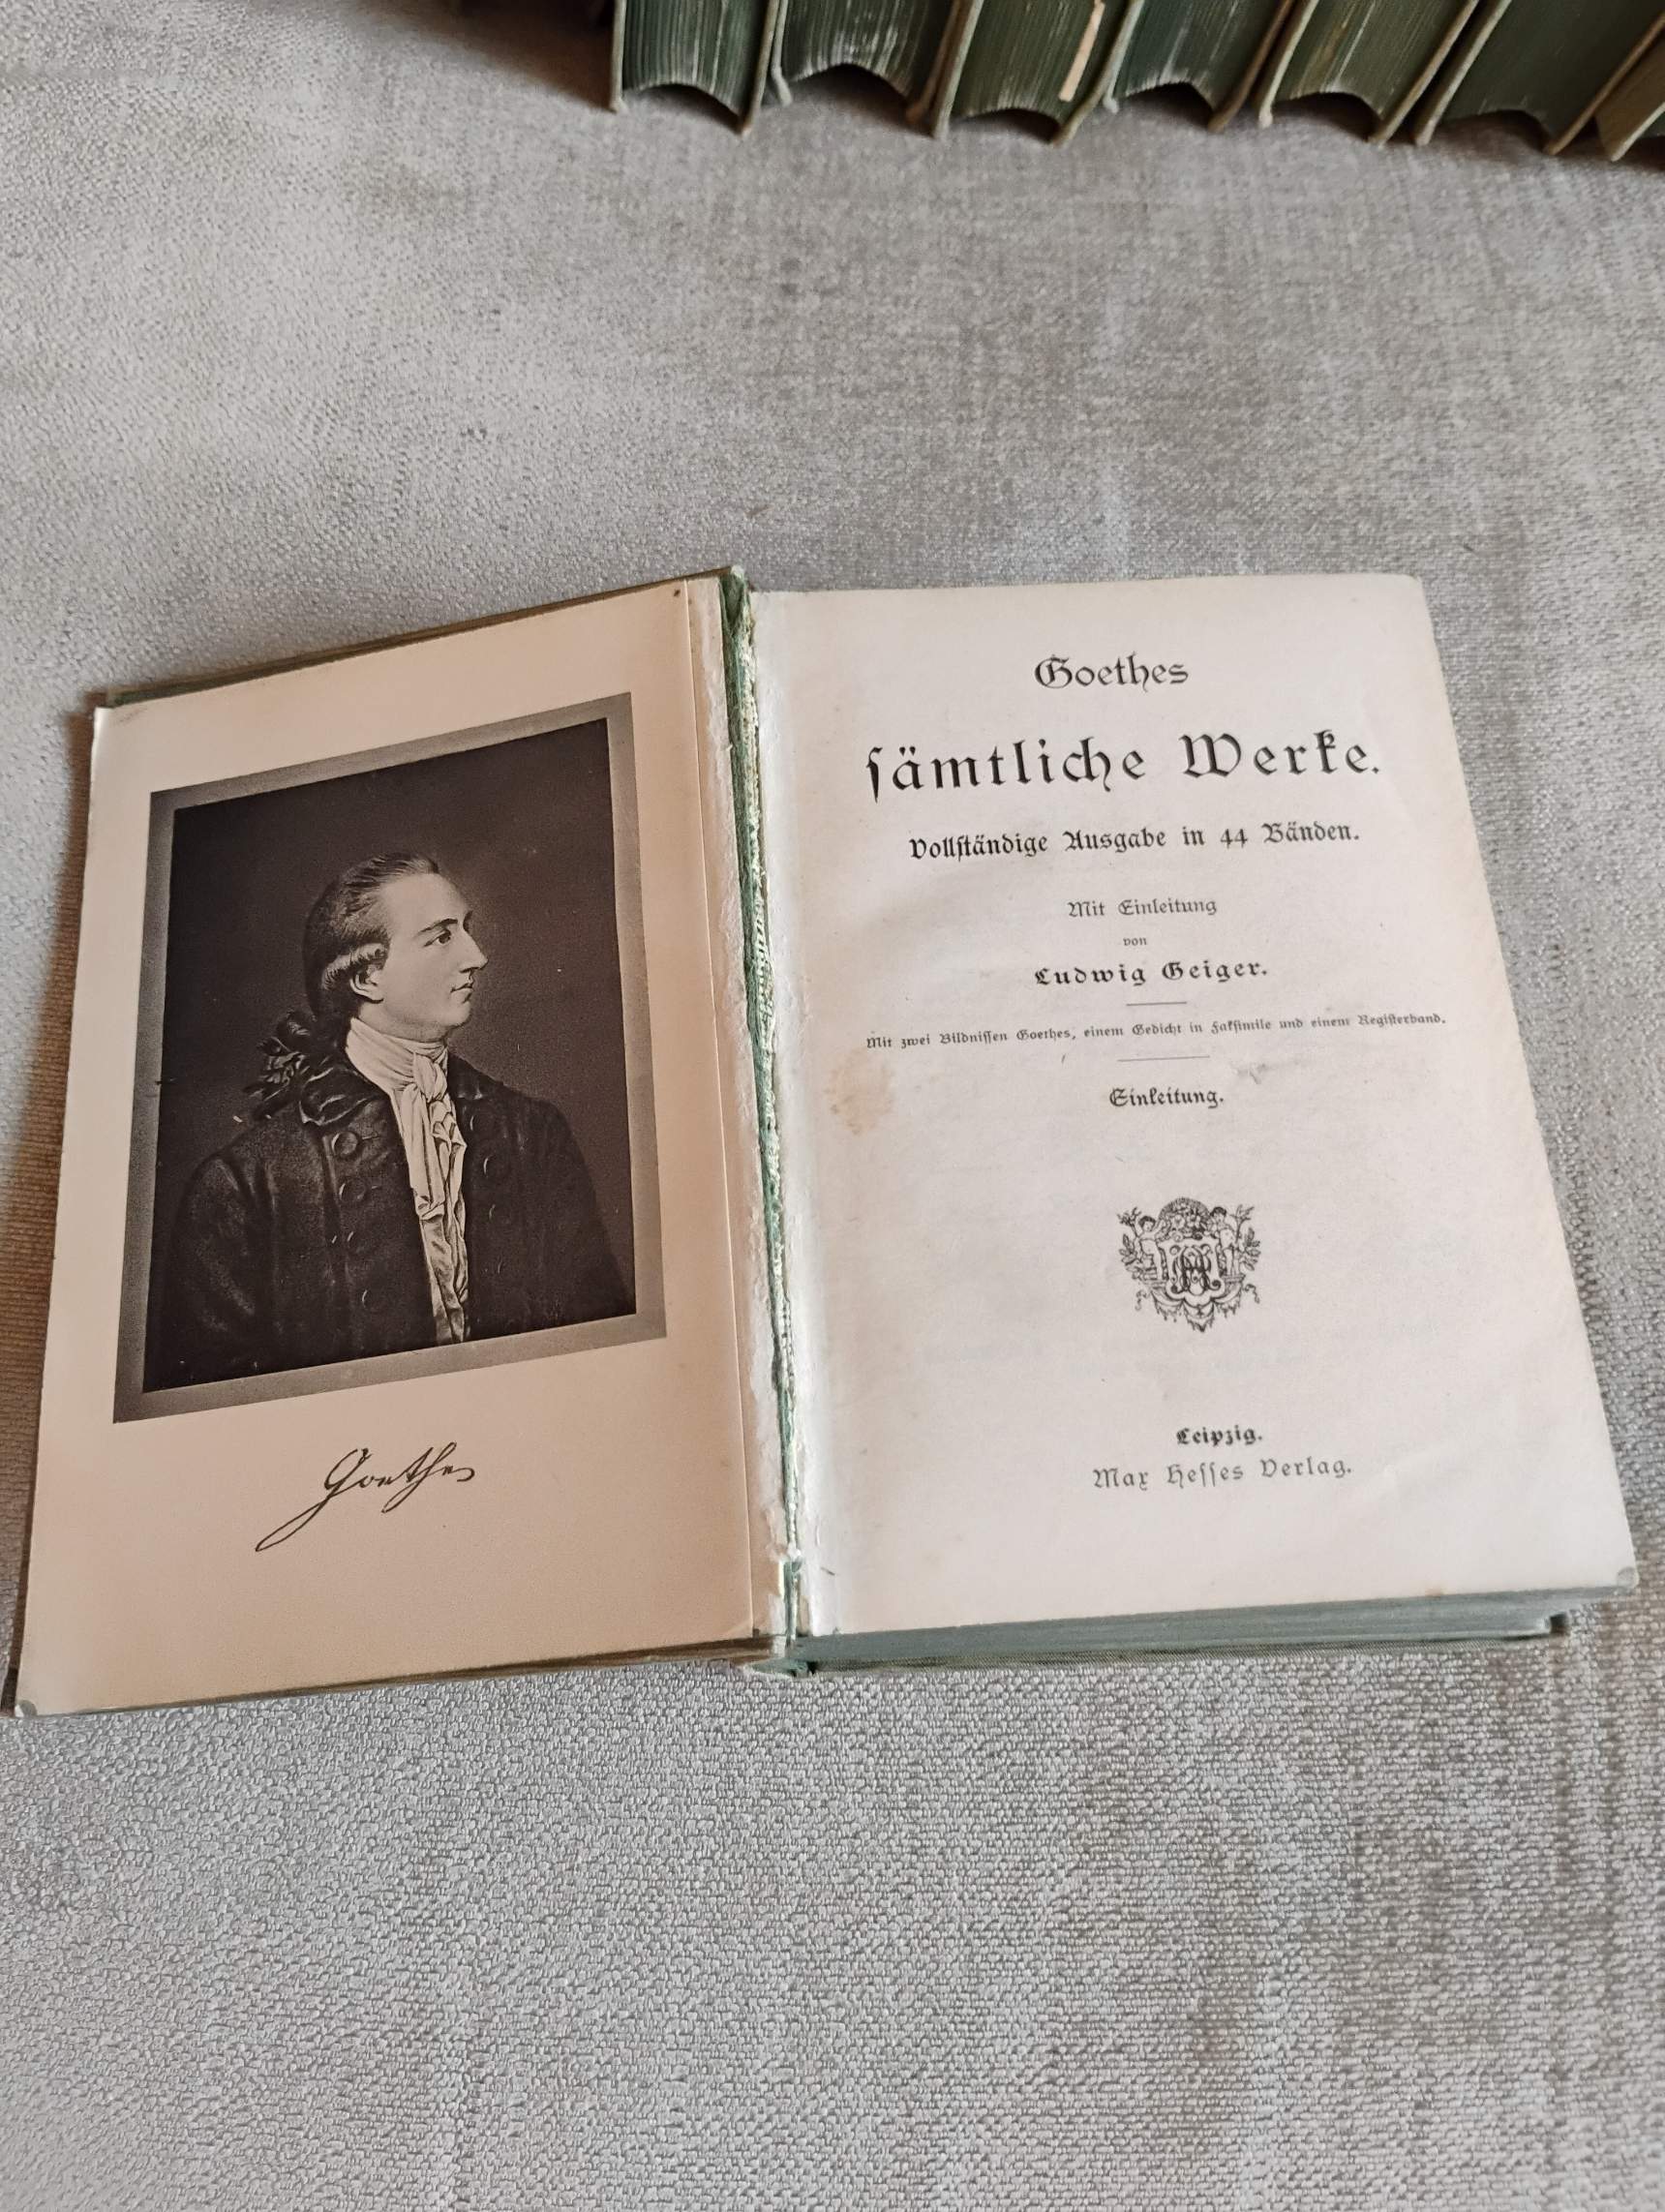 Goethe
Goethes
sämtliche Werke.
Vollständige Ausgabe in 44 Bänden.
Mit Einleitung
von
Ludwig Geiger.
Mit zwei Bildnissen Goethes, einem Gedicht in Faksimile und einem Registerband.
Einleitung.
Leipzig.
Max Hesses Verlag.